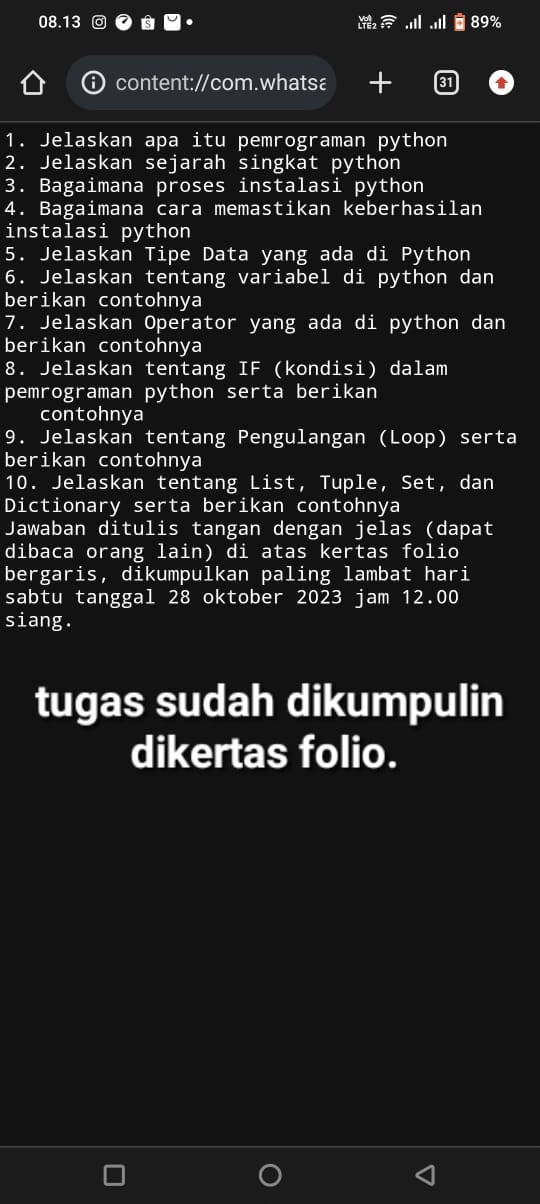 08.13
VoI) LTE2 89%
content://com.whatsa
31
1. Jelaskan apa itu pemrograman python
2. Jelaskan sejarah singkat python
3. Bagaimana proses instalasi python
4. Bagaimana cara memastikan keberhasilan
instalasi python
5. Jelaskan Tipe Data yang ada di Python
6. Jelaskan tentang variabel di python dan
berikan contohnya
7. Jelaskan Operator yang ada di python dan
berikan contohnya
8. Jelaskan tentang IF (kondisi) dalam
pemrograman python serta berikan
contohnya
9. Jelaskan tentang Pengulangan (Loop) serta
berikan contohnya
10. Jelaskan tentang List, Tuple, Set, dan
Dictionary serta berikan contohnya
Jawaban ditulis tangan dengan jelas (dapat
dibaca orang lain) di atas kertas folio
bergaris, dikumpulkan paling lambat hari
sabtu tanggal 28 oktober 2023 jam 12.00
siang.
tugas sudah dikumpulin
dikertas folio.